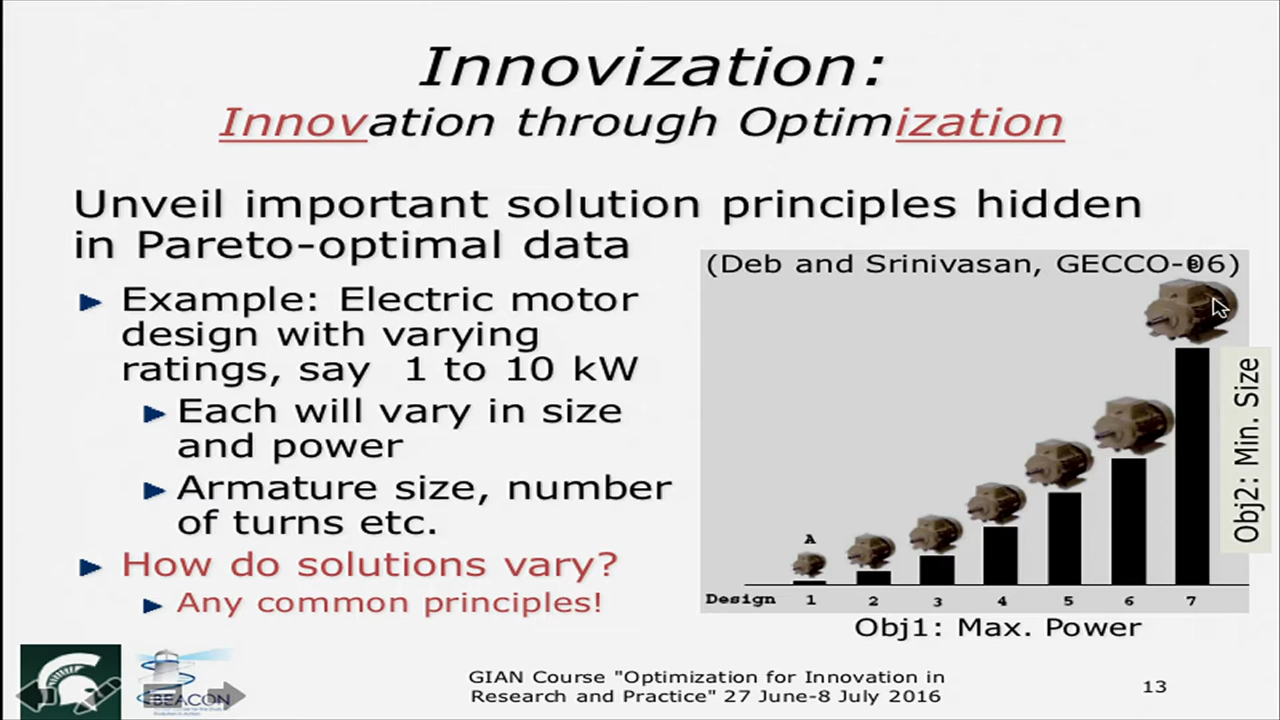 Innovization:
Innovation through Optimization
Unveil important solution principles hidden
in Pareto-optimal data
(Deb and Srinivasan, GECCO-06)
B
Example: Electric motor
design with varying
ratings, say 1 to 10 kW
Each will vary in size
and power
Armature size, number
of turns etc.
How do solutions vary?
Any common principles!
A
Obj2: Min. Size
Design 1 2 3 4 5 6 7
Obj1: Max. Power
BEACON
GIAN Course "Optimization for Innovation in
Research and Practice" 27 June-8 July 2016
13